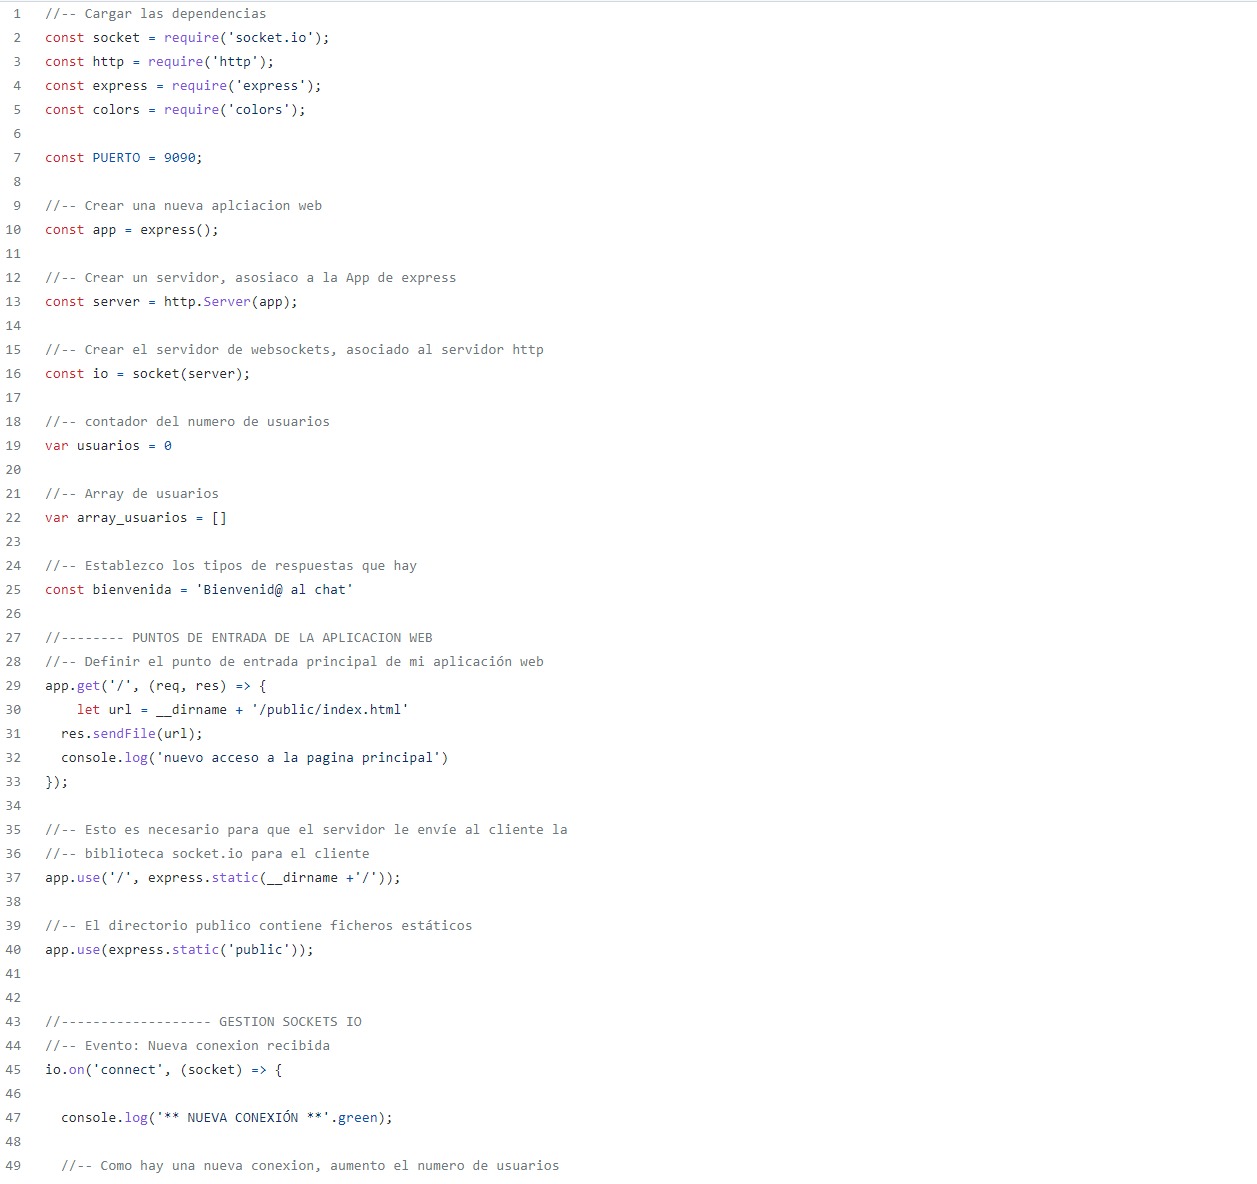 1 //-- Cargar las dependencias
2 const socket = require('socket.io');
3 const http = require('http');
4 const express = require('express');
5 const colors = require('colors');
6
7 const PUERTO = 9090;
8
9 //-- Crear una nueva aplciacion web
10 const app = express();
11
12 //-- Crear un servidor, asosiaco a la App de express
13 const server = http.Server(app);
14
15 //-- Crear el servidor de websockets, asociado al servidor http
16 const io = socket(server);
17
18 //-- contador del numero de usuarios
19 var usuarios = 0
20
21 //-- Array de usuarios
22 var array_usuarios = []
23
24 //-- Establezco los tipos de respuestas que hay
25 const bienvenida = 'Bienvenid@ al chat'
26
27 //-------- PUNTOS DE ENTRADA DE LA APLICACION WEB
28 //-- Definir el punto de entrada principal de mi aplicación web
29 app.get('/', (req, res) => {
30 let url = __dirname + '/public/index.html'
31 res.sendFile(url);
32 console.log('nuevo acceso a la pagina principal')
33 });
34
35 //-- Esto es necesario para que el servidor le envíe al cliente la
36 //-- biblioteca socket.io para el cliente
37 app.use('/', express.static(__dirname +'/'));
38
39 //-- El directorio publico contiene ficheros estáticos
40 app.use(express.static('public'));
41
42
43 //------------------- GESTION SOCKETS IO
44 //-- Evento: Nueva conexion recibida
45 io.on('connect', (socket) => {
46
47 console.log('** NUEVA CONEXIÓN **'.green);
48
49 //-- Como hay una nueva conexion, aumento el numero de usuarios